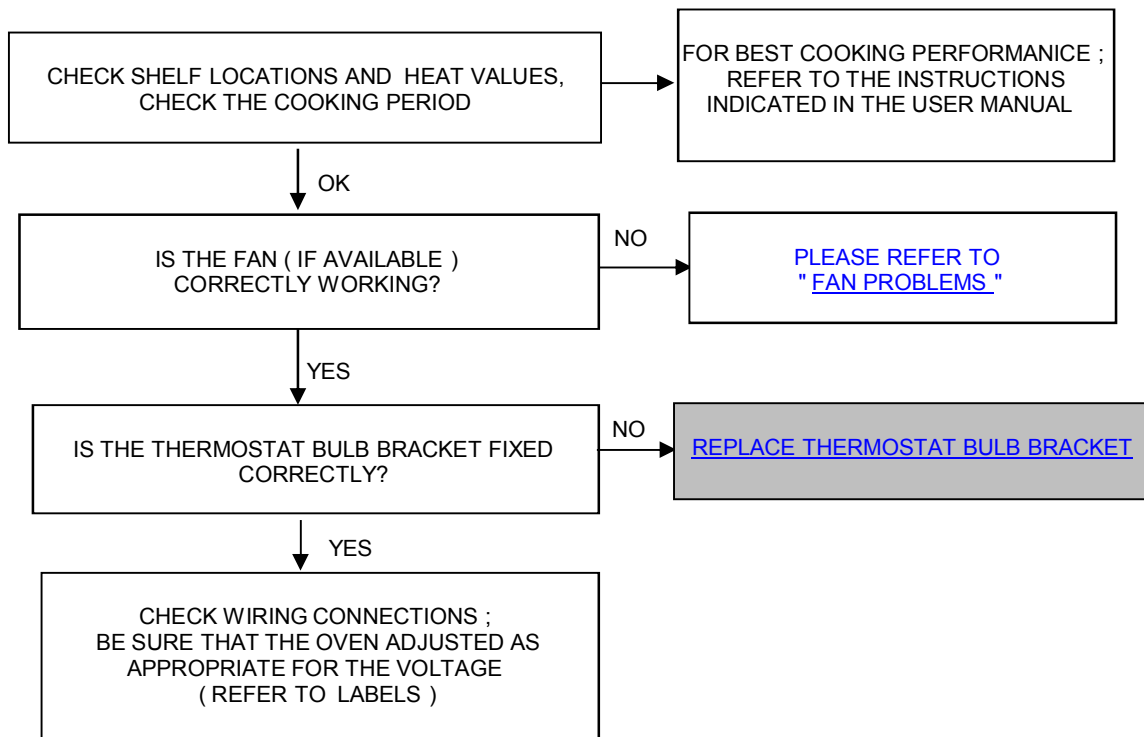 CHECK SHELF LOCATIONS AND HEAT VALUES,
CHECK THE COOKING PERIOD
FOR BEST COOKING PERFORMANICE ;
REFER TO THE INSTRUCTIONS
INDICATED IN THE USER MANUAL
OK
IS THE FAN ( IF AVAILABLE )
CORRECTLY WORKING?
NO
PLEASE REFER TO
" FAN PROBLEMS "
YES
IS THE THERMOSTAT BULB BRACKET FIXED
CORRECTLY?
NO
REPLACE THERMOSTAT BULB BRACKET
YES
CHECK WIRING CONNECTIONS ;
BE SURE THAT THE OVEN ADJUSTED AS
APPROPRIATE FOR THE VOLTAGE
( REFER TO LABELS )